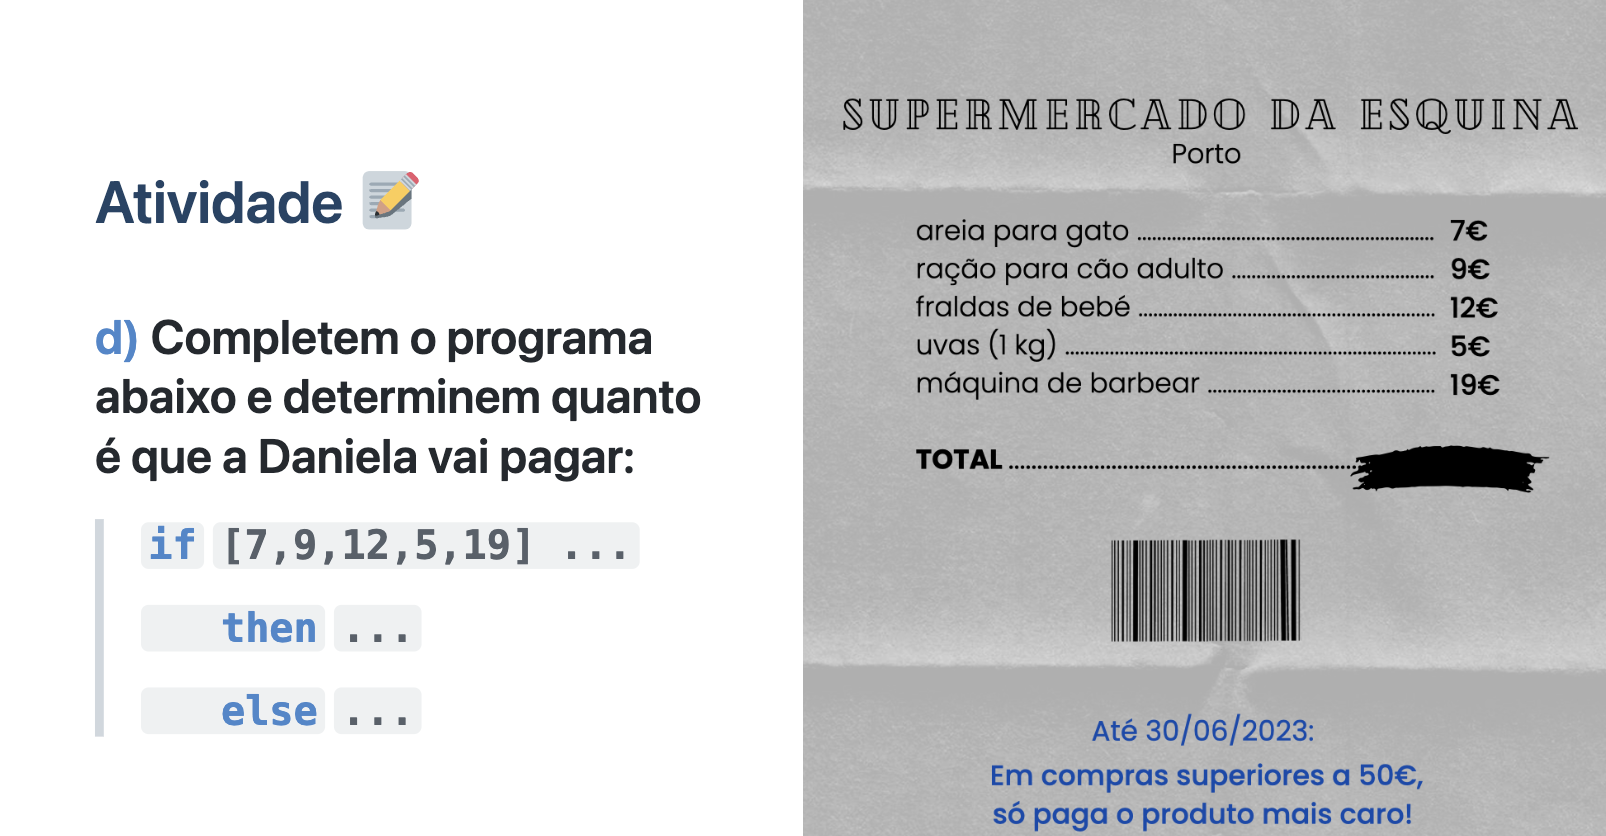 Atividade 📝
d) Completem o programa
abaixo e determinem quanto
é que a Daniela vai pagar:
if [7,9,12,5,19] ...
then ...
else ...
SUPERMERCADO DA ESQUINA
Porto
areia para gato ........................ 7€
ração para cão adulto ........................ 9€
fraldas de bebé ........................ 12€
uvas (1 kg) ........................ 5€
máquina de barbear ........................ 19€
TOTAL ........................
Até 30/06/2023:
Em compras superiores a 50€,
só paga o produto mais caro!